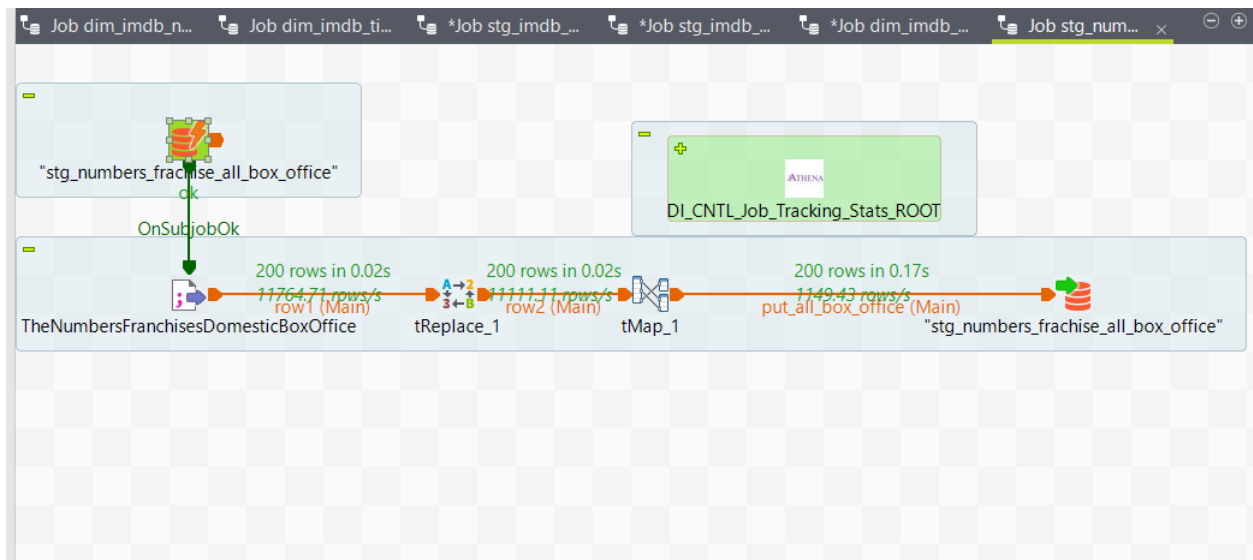 Job dim_imdb_n...
Job dim_imdb_ti...
*Job stg_imdb_...
*Job stg_imdb_...
*Job dim_imdb_...
Job stg_num...
"stg_numbers_frachise_all_box_office"
ok
OnSubjobOk
ATHENA
DI_CNTL_Job_Tracking_Stats_ROOT
200 rows in 0.02s
11764.71 rows/s
row1 (Main)
200 rows in 0.02s
11111.11 rows/s
row2 (Main)
200 rows in 0.17s
1149.43 rows/s
put_all_box_office (Main)
TheNumbersFranchisesDomesticBoxOffice
tReplace_1
tMap_1
"stg_numbers_frachise_all_box_office"